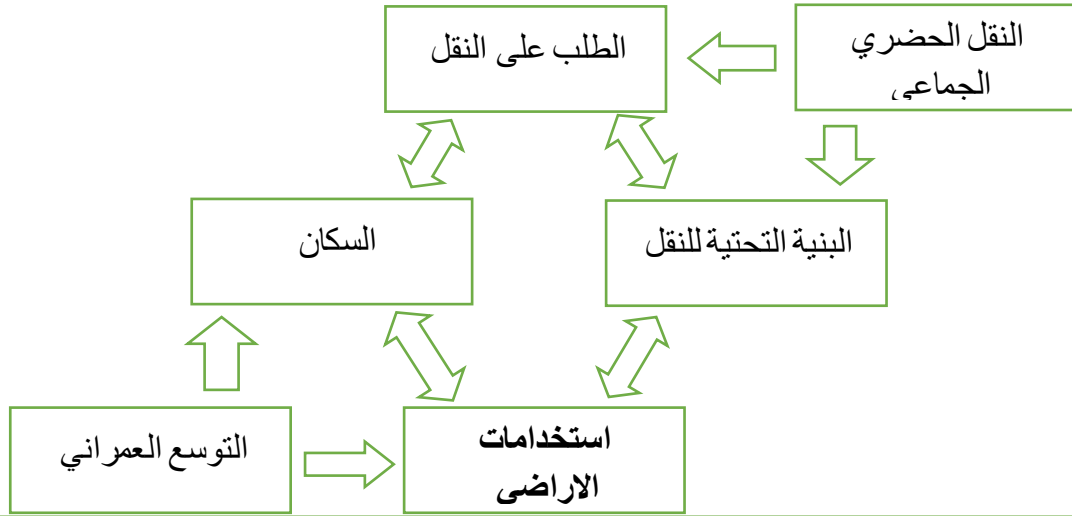 النقل الحضري
الجماعي
الطلب على النقل
البنية التحتية للنقل
السكان
التوسع العمراني
استخدامات
الاراضي